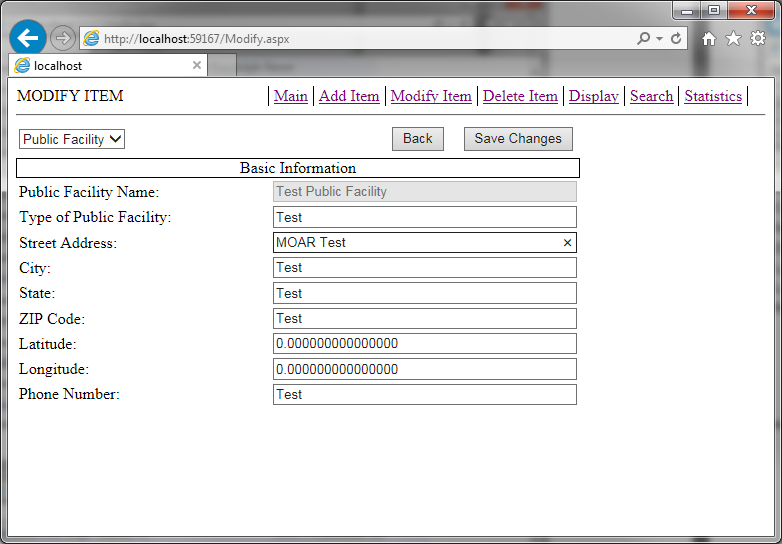 http://localhost:59167/Modify.aspx
localhost
MODIFY ITEM Main Add Item Modify Item Delete Item Display Search Statistics
Public Facility Back Save Changes
Basic Information
Public Facility Name: Test Public Facility
Type of Public Facility: Test
Street Address: MOAR Test
City: Test
State: Test
ZIP Code: Test
Latitude: 0.000000000000000
Longitude: 0.000000000000000
Phone Number: Test